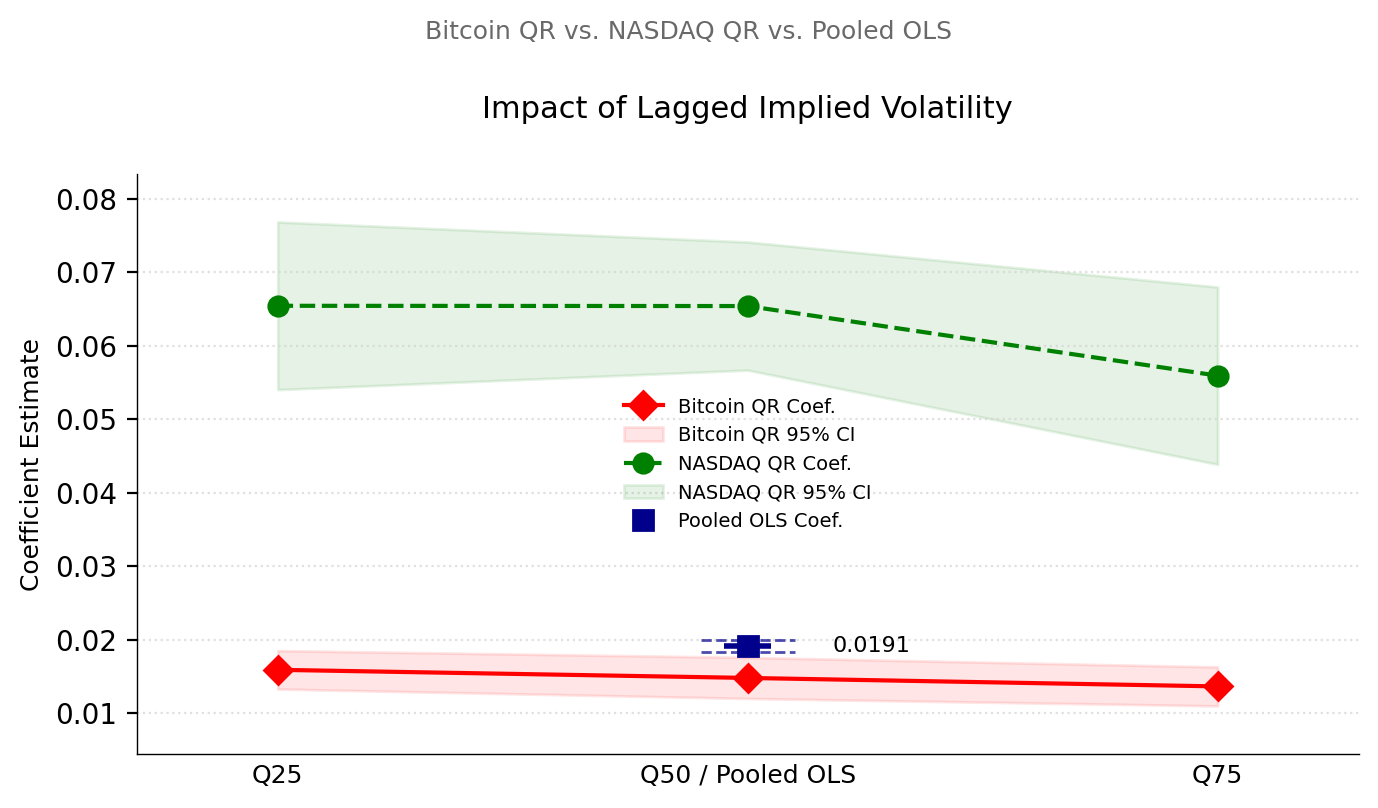 Bitcoin QR vs. NASDAQ QR vs. Pooled OLS
Impact of Lagged Implied Volatility
Coefficient Estimate
0.08
0.07
0.06
0.05
0.04
0.03
0.02
0.01
Bitcoin QR Coef.
Bitcoin QR 95% CI
NASDAQ QR Coef.
NASDAQ QR 95% CI
Pooled OLS Coef.
0.0191
Q25
Q50 / Pooled OLS
Q75